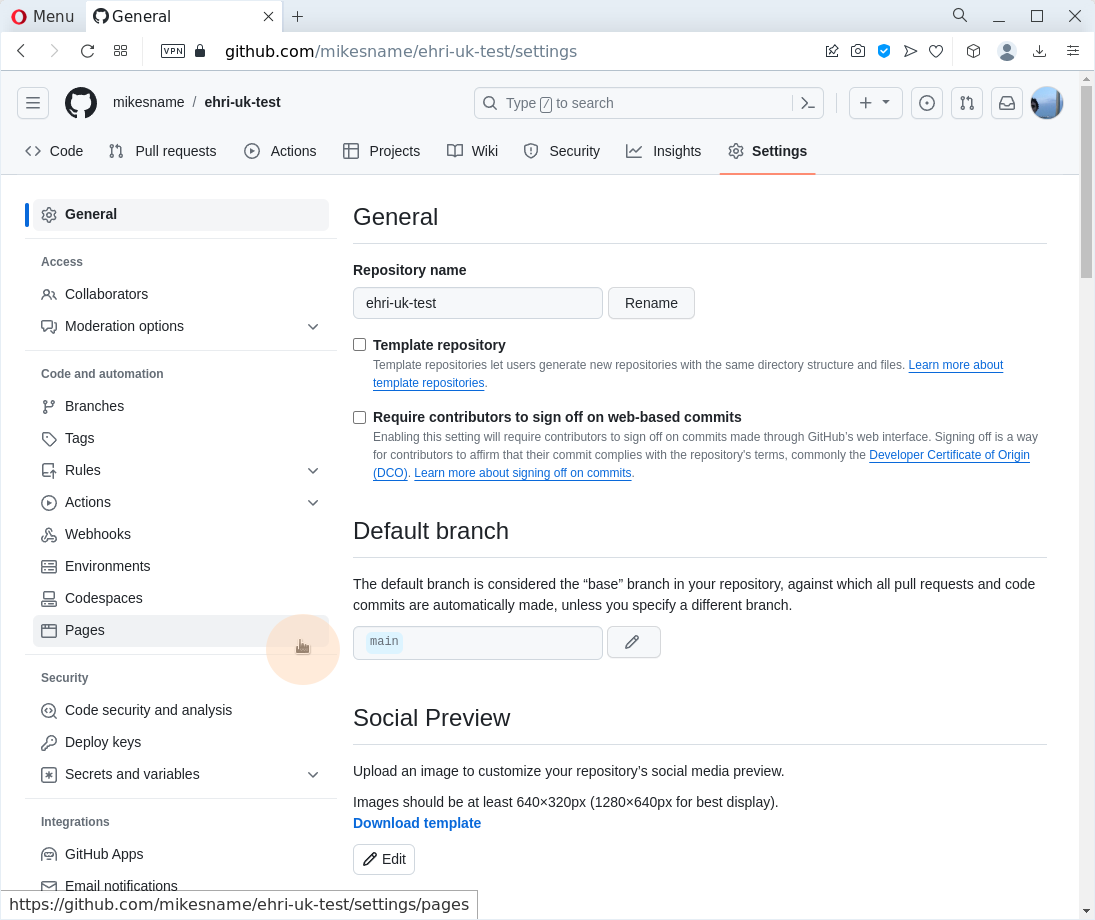 Menu
General
VPN
github.com/mikesname/ehri-uk-test/settings
mikesname / ehri-uk-test
Type / to search
Code
Pull requests
Actions
Projects
Wiki
Security
Insights
Settings
General
Access
Collaborators
Moderation options
Code and automation
Branches
Tags
Rules
Actions
Webhooks
Environments
Codespaces
Pages
Security
Code security and analysis
Deploy keys
Secrets and variables
Integrations
GitHub Apps
Email notifications
General
Repository name
ehri-uk-test
Rename
Template repository
Template repositories let users generate new repositories with the same directory structure and files. Learn more about
template repositories.
Require contributors to sign off on web-based commits
Enabling this setting will require contributors to sign off on commits made through GitHub’s web interface. Signing off is a way
for contributors to affirm that their commit complies with the repository's terms, commonly the Developer Certificate of Origin
(DCO). Learn more about signing off on commits.
Default branch
The default branch is considered the “base” branch in your repository, against which all pull requests and code
commits are automatically made, unless you specify a different branch.
main
Social Preview
Upload an image to customize your repository’s social media preview.
Images should be at least 640×320px (1280×640px for best display).
Download template
Edit
https://github.com/mikesname/ehri-uk-test/settings/pages